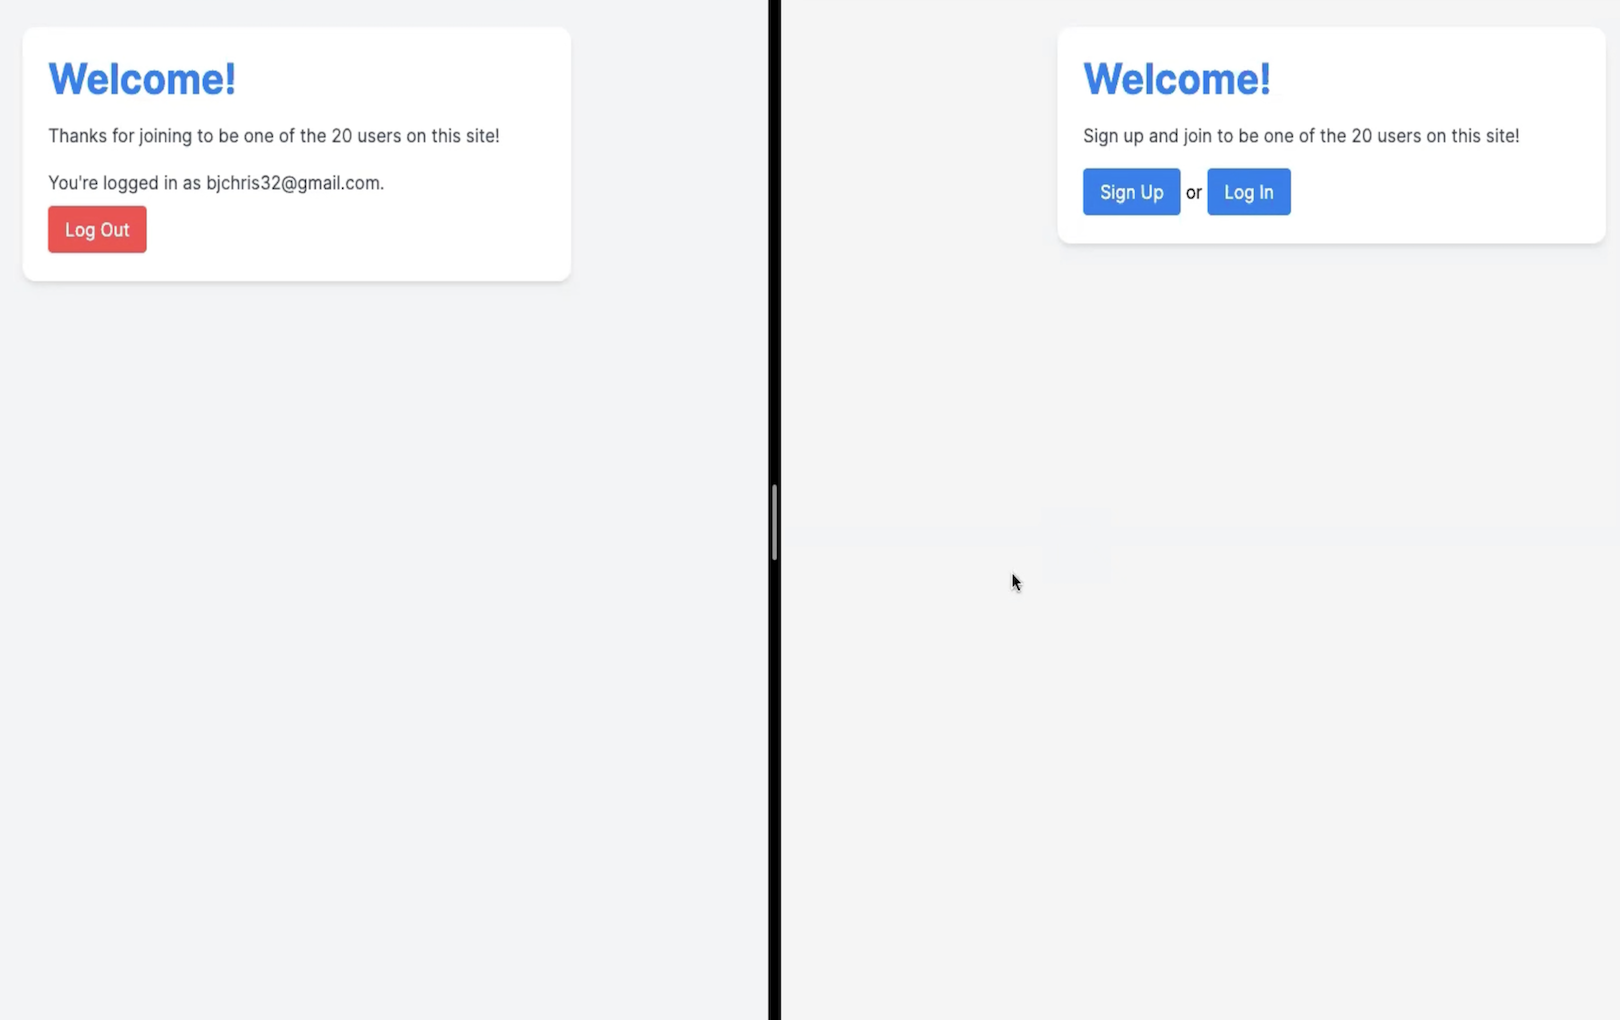 Welcome!
Thanks for joining to be one of the 20 users on this site!
You're logged in as bjchris32@gmail.com.
Log Out
Welcome!
Sign up and join to be one of the 20 users on this site!
Sign Up or Log In